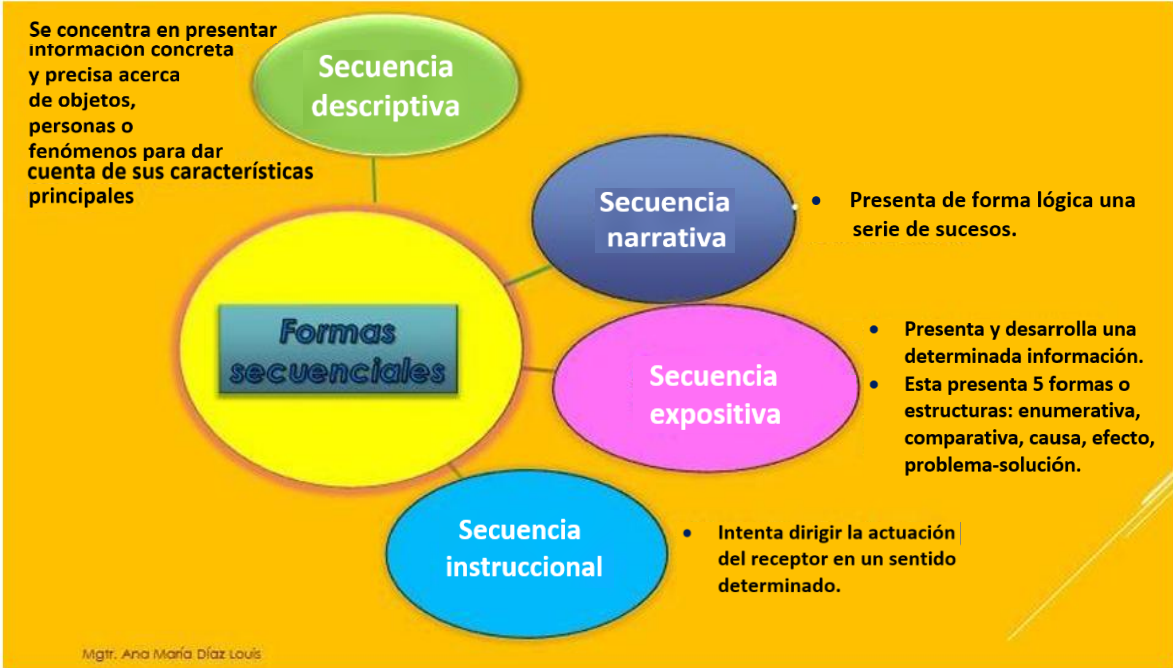 Se concentra en presentar
información concreta
y precisa acerca
de objetos,
personas o
fenómenos para dar
cuenta de sus características
principales
Secuencia
descriptiva
Secuencia
narrativa
• Presenta de forma lógica una
serie de sucesos.
Formas
secuenciales
Secuencia
expositiva
• Presenta y desarrolla una
determinada información.
• Esta presenta 5 formas o
estructuras: enumerativa,
comparativa, causa, efecto,
problema-solución.
Secuencia
instruccional
• Intenta dirigir la actuación
del receptor en un sentido
determinado.
Mgtr. Ana María Díaz Louis